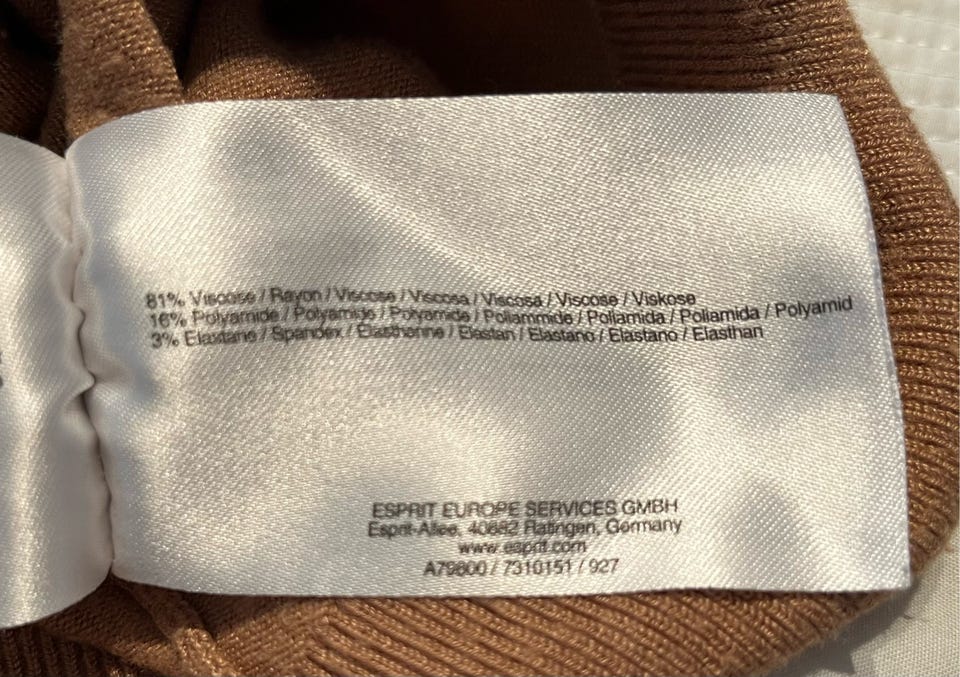 81% Viscose / Rayon / Viscose / Viscosa / Viscosa / Viscose / Viskose
16% Polyamide / Polyamide / Polyamide / Poliammide / Poliamida / Poliamida / Polyamid
3% Elastane / Spandex / Elasthanne / Elastan / Elastano / Elastano / Elasthan
ESPRIT EUROPE SERVICES GMBH
Esprit-Allee, 40882 Ratingen, Germany
www.esprit.com
A79800 / 7310151 / 927